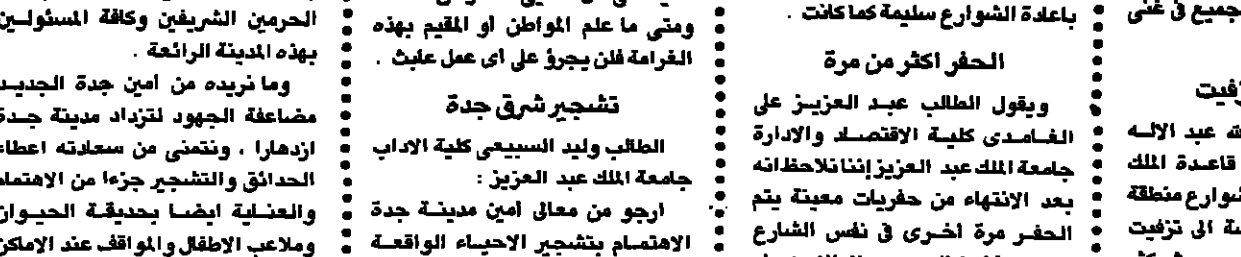 جميع في غنى
زفيت
عبد الاله
قاعدة الملك
شوارع منطقة
الى تزفيت
باعادة الشوارع سليمة كما كانت .
الحفر اكثر من مرة
ويقول الطالب عبد العزيز على
الغامدى كلية الاقتصاد والادارة
جامعة الملك عبد العزيز إننا نلاحظ انه
بعد الانتهاء من حفريات معينة يتم
الحفر مرة اخرى في نفس الشارع
ومتى ما علم المواطن او المقيم بهذه
الغرامة فلن يجرؤ على اى عمل عابث .
تشجير شرق جدة
الطالب وليد السبيعى كلية الاداب
جامعة الملك عبد العزيز :
ارجو من معالى امين مدينة جدة
الاهتمام بتشجير الاحياء الواقعة
الحرمين الشريفين وكافة المسئولين
بهذه المدينة الرائعة .
وما نريده من امين جدة الجديد
مضاعفة الجهود لتزداد مدينة جدة
ازدهارا . ونتمنى من سعادته اعطاء
الحدائق والتشجير جزءا من الاهتمام
والعناية ايضا بحديقة الحيوان
وملاعب الاطفال والمواقف عند الاماكن